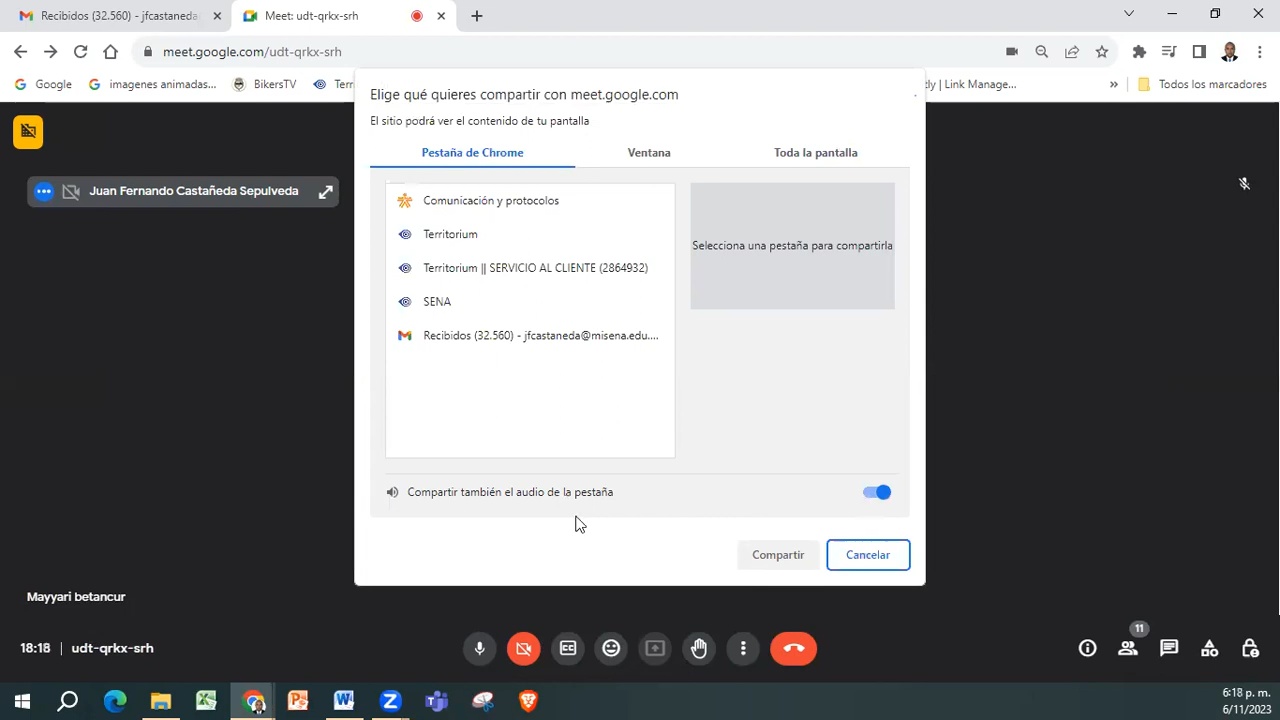 Recibidos (32.560) - jfcastaneda
Meet: udt-qrkx-srh
meet.google.com/udt-qrkx-srh
Google
imagenes animadas...
BikersTV
Terr
dly | Link Manage...
»
Todos los marcadores
Elige qué quieres compartir con meet.google.com
El sitio podrá ver el contenido de tu pantalla
Pestaña de Chrome
Ventana
Toda la pantalla
Juan Fernando Castañeda Sepulveda
Comunicación y protocolos
Territorium
Territorium || SERVICIO AL CLIENTE (2864932)
SENA
Recibidos (32.560) - jfcastaneda@misena.edu....
Selecciona una pestaña para compartirla
Compartir también el audio de la pestaña
Compartir
Cancelar
Mayyari betancur
18:18
udt-qrkx-srh
11
6:18 p. m.
6/11/2023